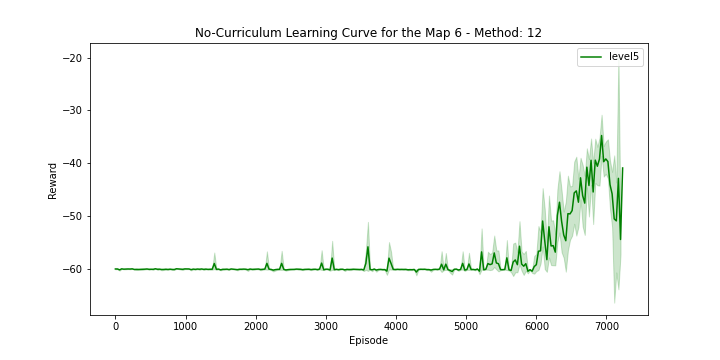 No-Curriculum Learning Curve for the Map 6 - Method: 12
level5
−20
−30
−40
−50
−60
Reward
0 1000 2000 3000 4000 5000 6000 7000
Episode